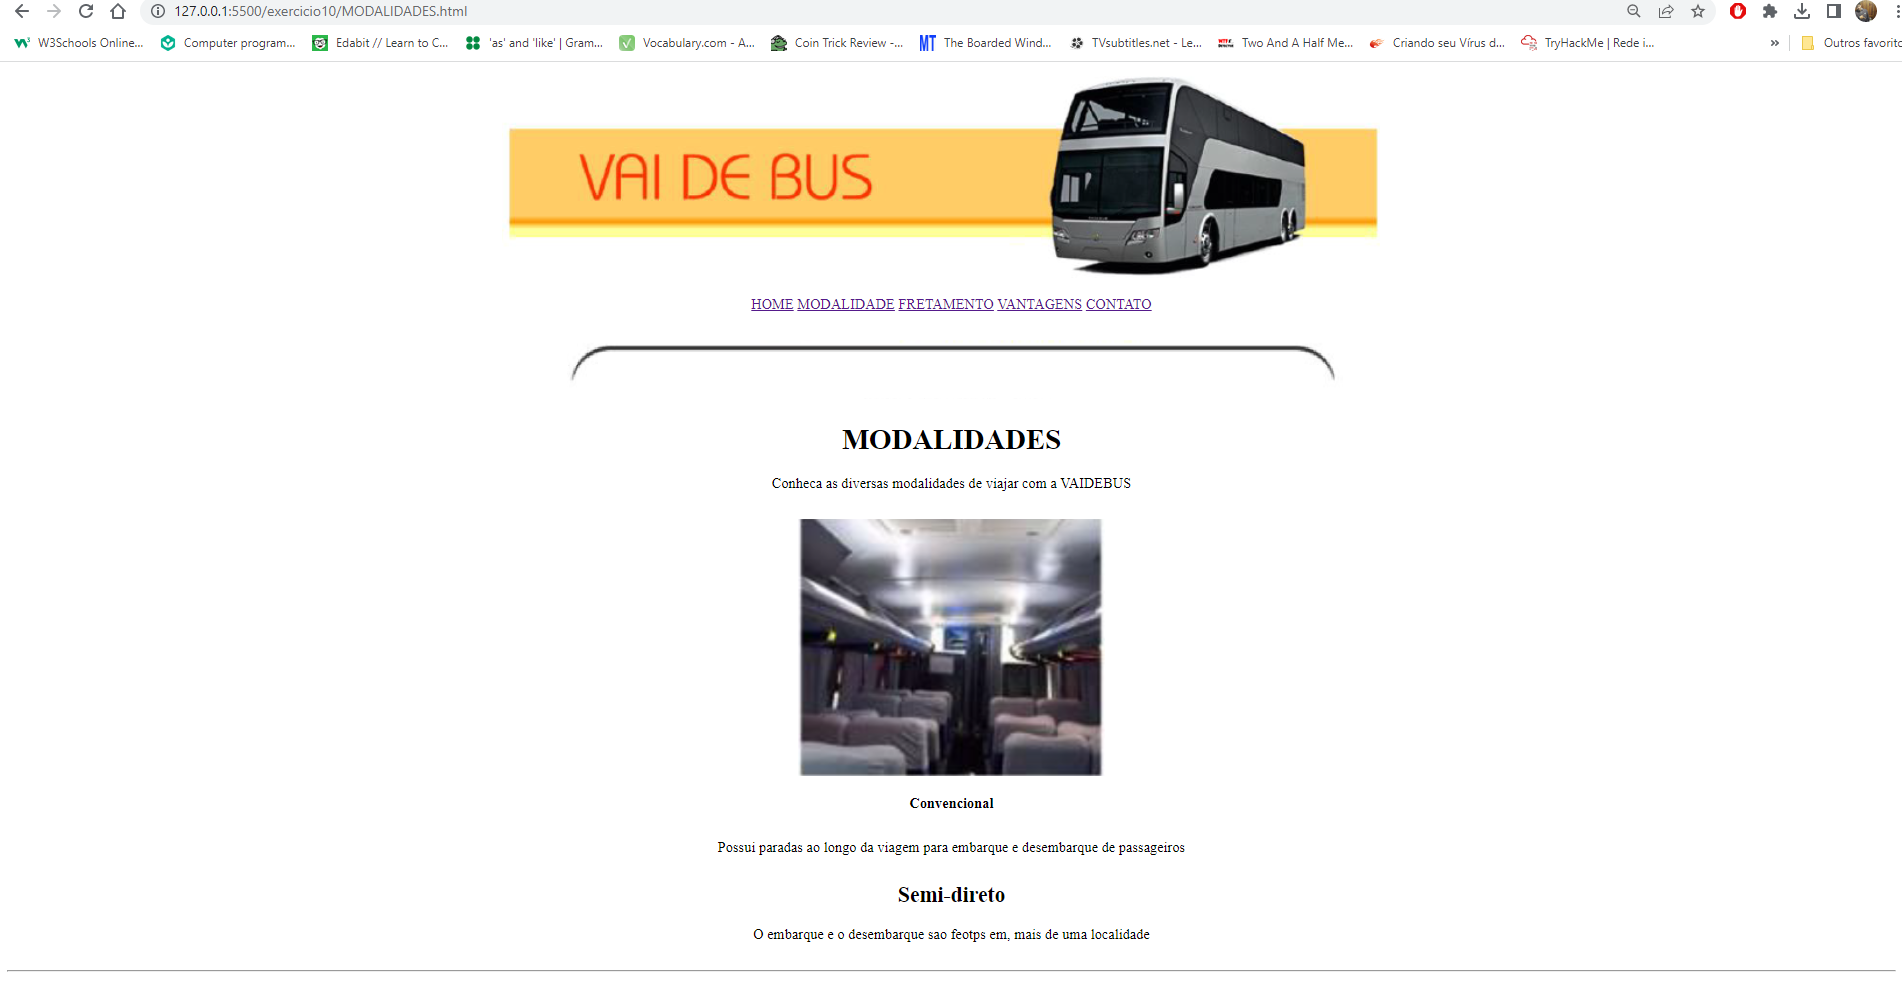 127.0.0.1:5500/exercicio10/MODALIDADES.html
W3Schools Online... Computer program... Edabit // Learn to C... 'as' and 'like' | Gram... Vocabulary.com - A... Coin Trick Review -... MT The Boarded Wind... TVsubtitles.net - Le... Two And A Half Me... Criando seu Vírus d... TryHackMe | Rede i... » Outros favorito
VAI DE BUS
HOME MODALIDADE FRETAMENTO VANTAGENS CONTATO
MODALIDADES
Conheca as diversas modalidades de viajar com a VAIDEBUS
Convencional
Possui paradas ao longo da viagem para embarque e desembarque de passageiros
Semi-direto
O embarque e o desembarque sao feotps em, mais de uma localidade